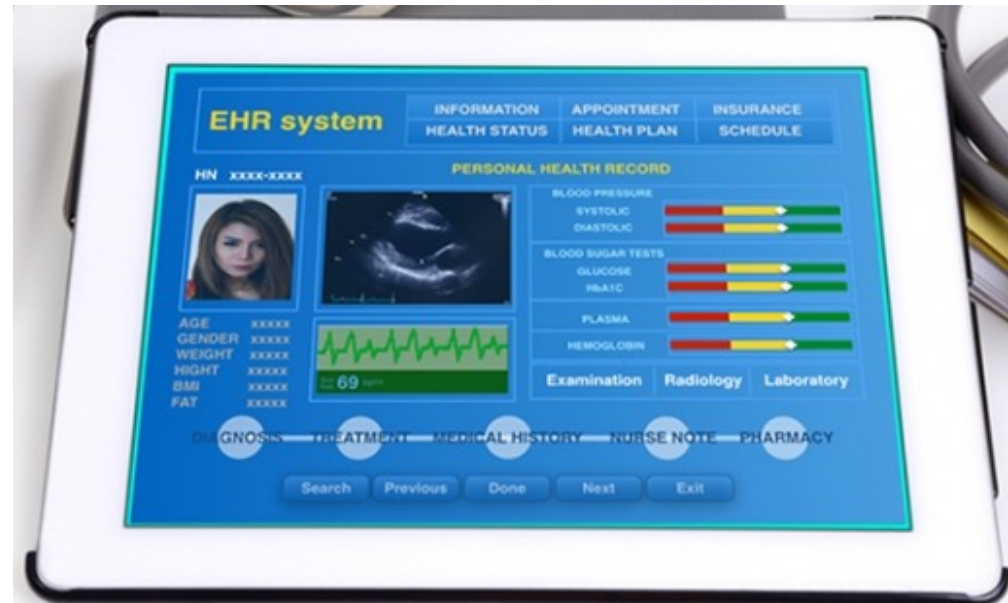 EHR system
INFORMATION APPOINTMENT INSURANCE
HEALTH STATUS HEALTH PLAN SCHEDULE
PERSONAL HEALTH RECORD
HN xxxx-xxxx
BLOOD PRESSURE
SYSTOLIC
DIASTOLIC
BLOOD SUGAR TESTS
GLUCOSE
HbA1C
PLASMA
HEMOGLOBIN
AGE xxxxx
GENDER xxxxx
WEIGHT xxxxx
HIGHT xxxxx
BMI xxxxx
FAT xxxxx
69
Examination Radiology Laboratory
DIAGNOSIS TREATMENT MEDICAL HISTORY NURSE NOTE PHARMACY
Search Previous Done Next Exit